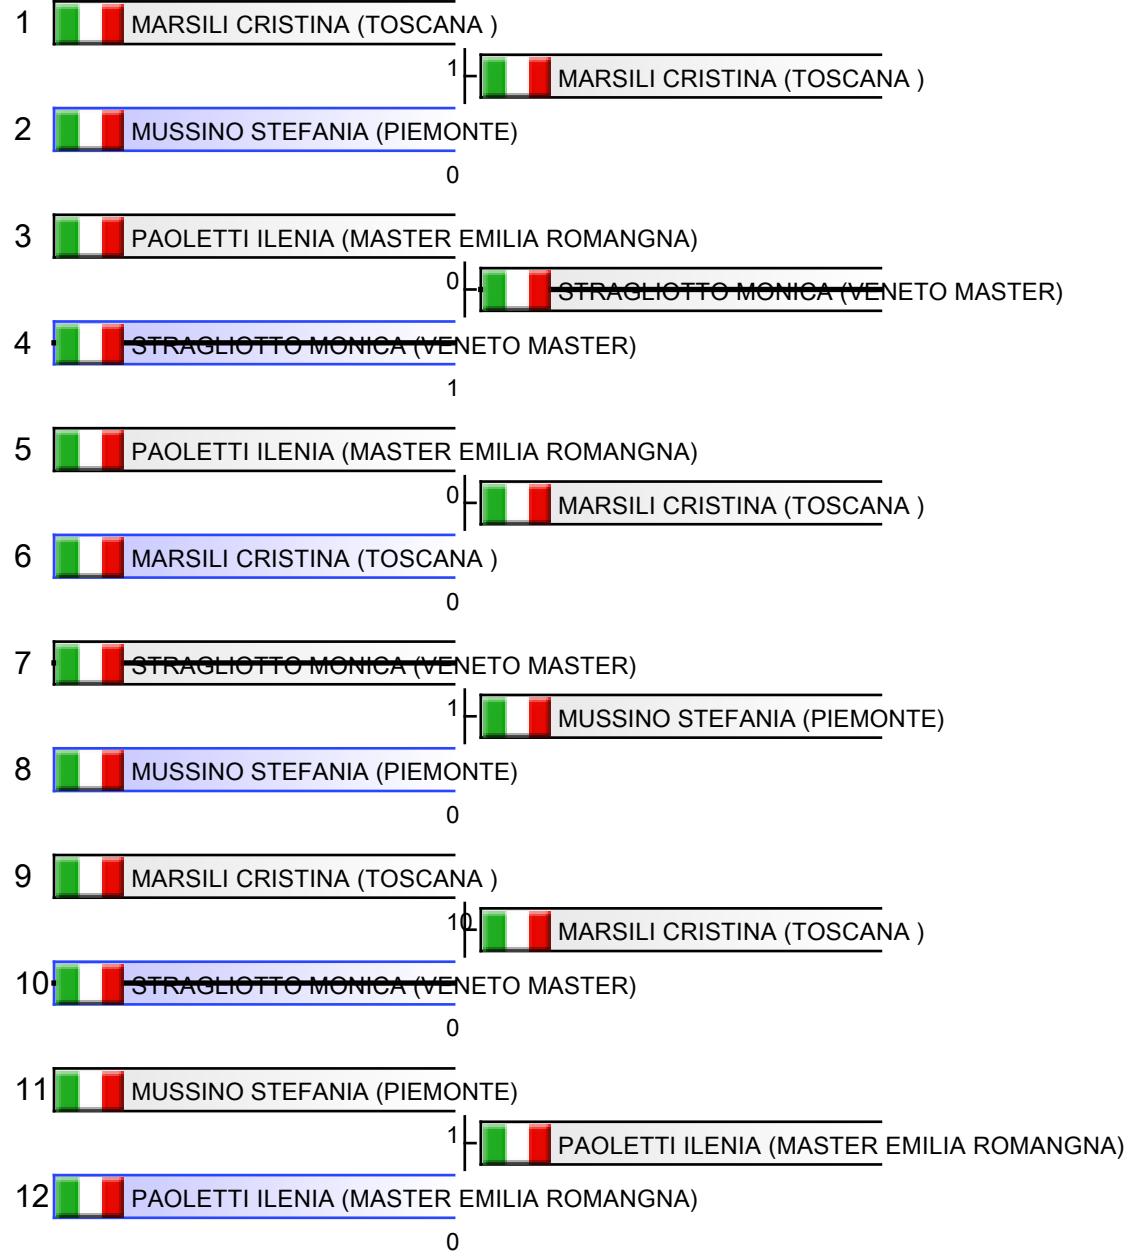 1 MARSILI CRISTINA (TOSCANA )
1 MARSILI CRISTINA (TOSCANA )
2 MUSSINO STEFANIA (PIEMONTE)
0
3 PAOLETTI ILENIA (MASTER EMILIA ROMANGNA)
0 STRAGLIOTTO MONICA (VENETO MASTER)
4 STRAGLIOTTO MONICA (VENETO MASTER)
1
5 PAOLETTI ILENIA (MASTER EMILIA ROMANGNA)
0 MARSILI CRISTINA (TOSCANA )
6 MARSILI CRISTINA (TOSCANA )
0
7 STRAGLIOTTO MONICA (VENETO MASTER)
1 MUSSINO STEFANIA (PIEMONTE)
8 MUSSINO STEFANIA (PIEMONTE)
0
9 MARSILI CRISTINA (TOSCANA )
10 MARSILI CRISTINA (TOSCANA )
10 STRAGLIOTTO MONICA (VENETO MASTER)
0
11 MUSSINO STEFANIA (PIEMONTE)
1 PAOLETTI ILENIA (MASTER EMILIA ROMANGNA)
12 PAOLETTI ILENIA (MASTER EMILIA ROMANGNA)
0